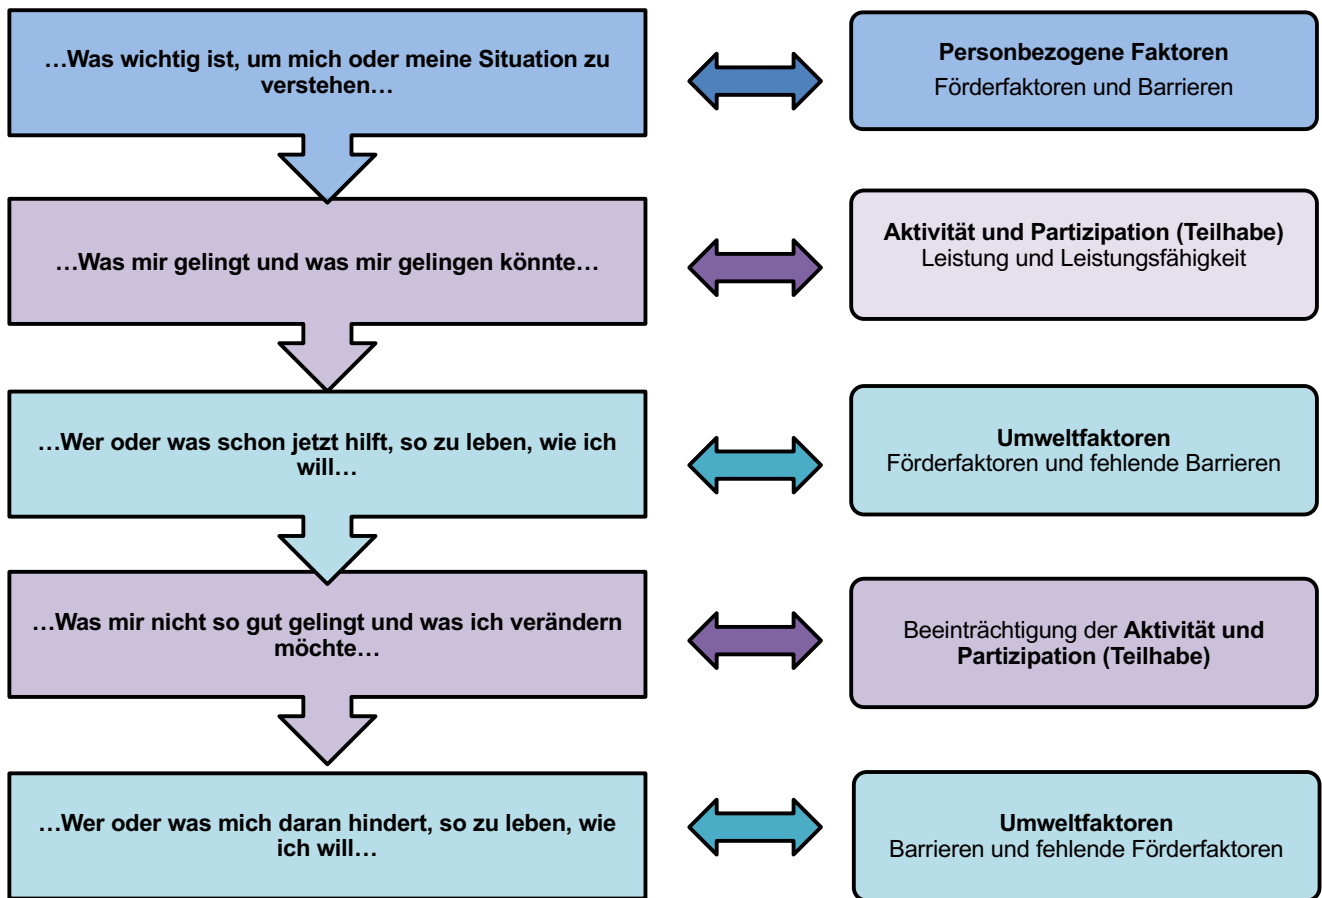 …Was wichtig ist, um mich oder meine Situation zu
verstehen…
Personbezogene Faktoren
Förderfaktoren und Barrieren
…Was mir gelingt und was mir gelingen könnte…
Aktivität und Partizipation (Teilhabe)
Leistung und Leistungsfähigkeit
…Wer oder was schon jetzt hilft, so zu leben, wie ich
will…
Umweltfaktoren
Förderfaktoren und fehlende Barrieren
…Was mir nicht so gut gelingt und was ich verändern
möchte…
Beeinträchtigung der Aktivität und
Partizipation (Teilhabe)
…Wer oder was mich daran hindert, so zu leben, wie
ich will…
Umweltfaktoren
Barrieren und fehlende Förderfaktoren